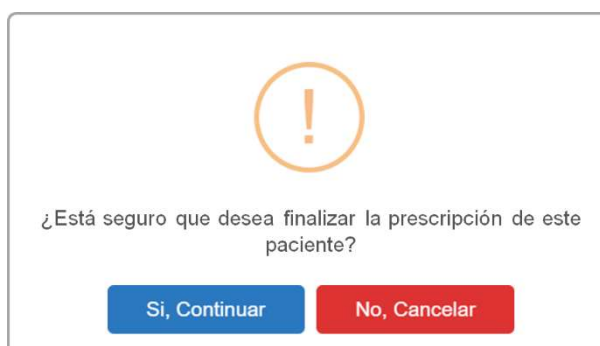 !
¿Está seguro que desea finalizar la prescripción de este
paciente?
Si, Continuar No, Cancelar